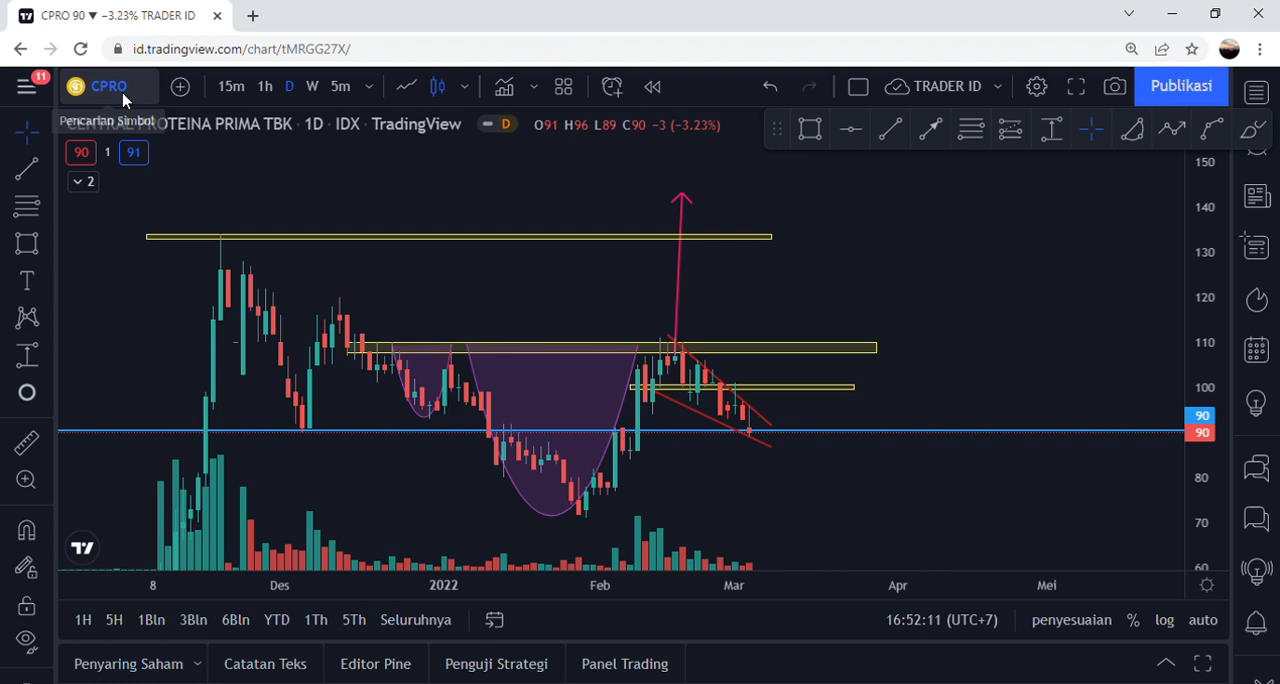 CPRO 90 ▼ −3.23% TRADER ID
id.tradingview.com/chart/tMRGG27X/
11
CPRO
15m 1h D W 5m
TRADER ID
Publikasi
Pencarian Simbol
ROTEINA PRIMA TBK · 1D · IDX · TradingView
D
O91 H96 L89 C90 −3 (−3.23%)
90 1 91
2
150
140
130
120
110
100
90
90
80
70
60
8 Des 2022 Feb Mar Apr Mei
1H 5H 1Bln 3Bln 6Bln YTD 1Th 5Th Seluruhnya
16:52:11 (UTC+7)
penyesuaian % log auto
Penyaring Saham Catatan Teks Editor Pine Penguji Strategi Panel Trading